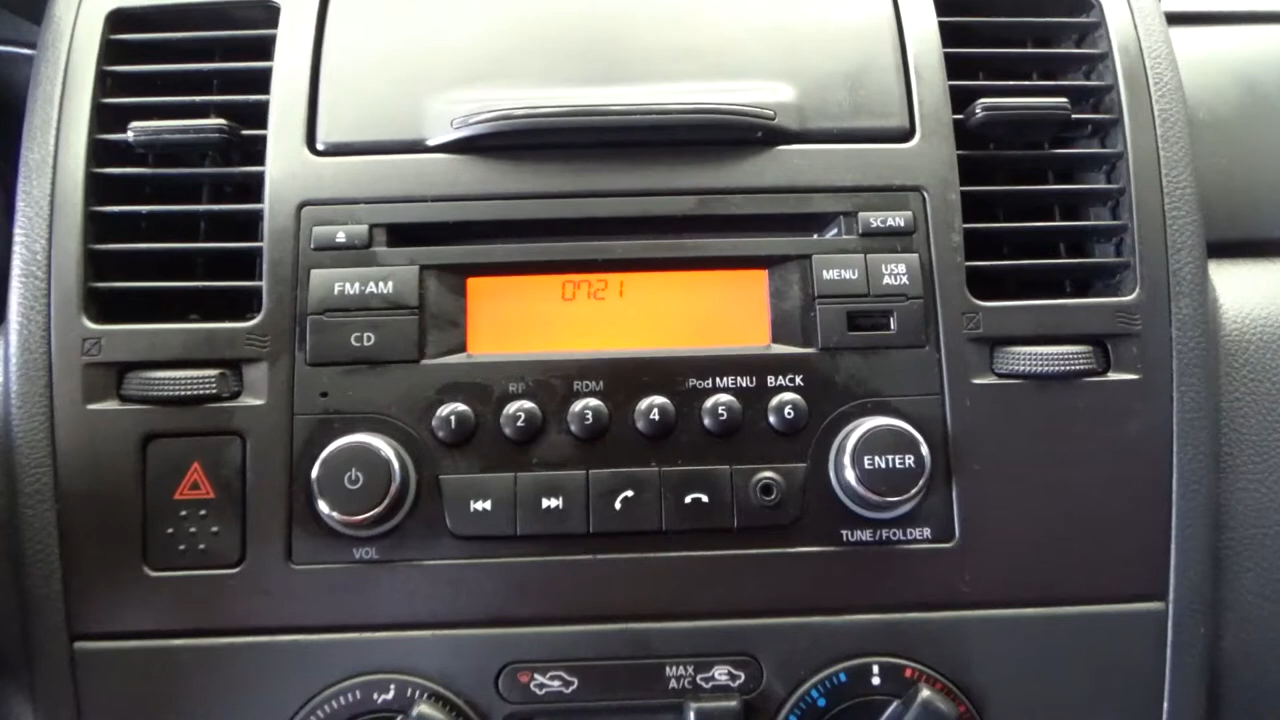 SCAN
FM·AM
0721
MENU
USB
AUX
CD
RDM
iPod MENU
BACK
1
2
3
4
5
6
ENTER
VOL
TUNE/FOLDER
MAX
A/C